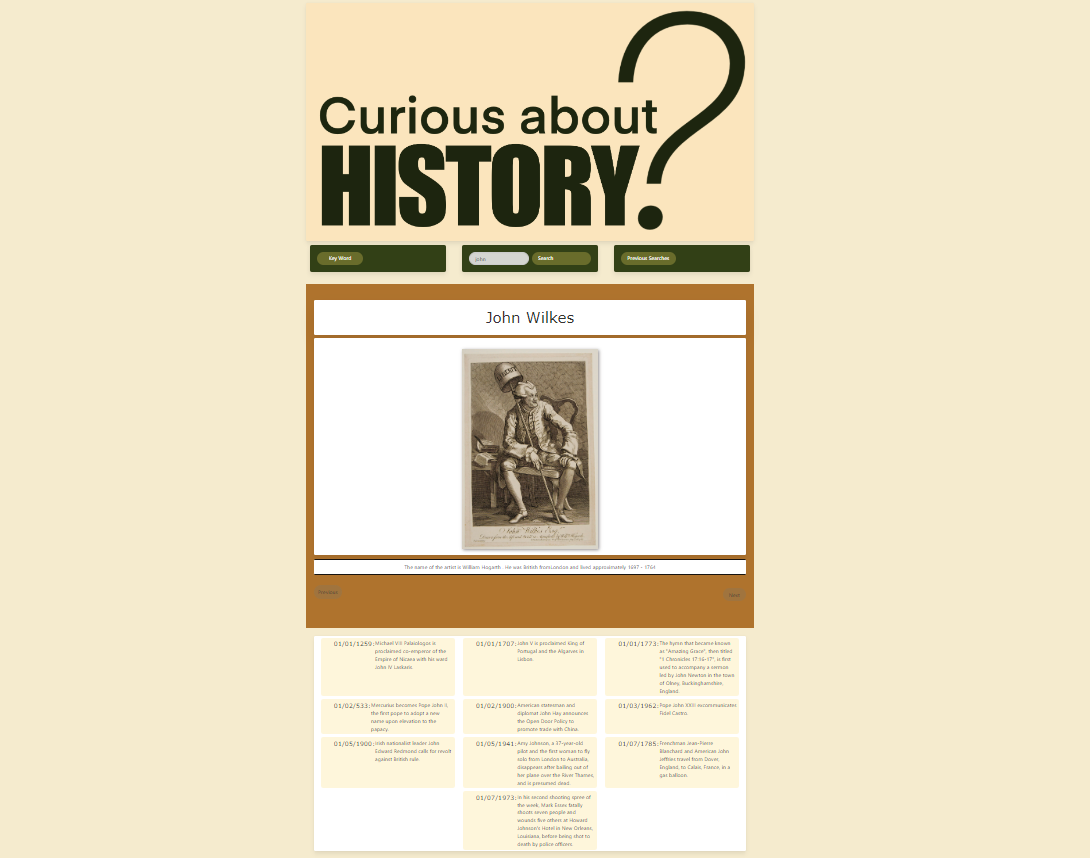 Curious about
HISTORY?
Key Word
john
Search
Previous Searches
John Wilkes
The name of the artist is William Hogarth . He was British fromLondon and lived approximately 1697 - 1764
Previous
Next
01/01/1259: Michael VIII Palaiologos is
proclaimed co-emperor of the
Empire of Nicaea with his ward
John IV Laskaris.
01/01/1707: John V is proclaimed King of
Portugal and the Algarves in
Lisbon.
01/01/1773: The hymn that became known
as "Amazing Grace", then titled
"1 Chronicles 17:16–17", is first
used to accompany a sermon
led by John Newton in the town
of Olney, Buckinghamshire,
England.
01/02/533: Mercurius becomes Pope John II,
the first pope to adopt a new
name upon elevation to the
papacy.
01/02/1900: American statesman and
diplomat John Hay announces
the Open Door Policy to
promote trade with China.
01/03/1962: Pope John XXIII excommunicates
Fidel Castro.
01/05/1900: Irish nationalist leader John
Edward Redmond calls for revolt
against British rule.
01/05/1941: Amy Johnson, a 37-year-old
pilot and the first woman to fly
solo from London to Australia,
disappears after bailing out of
her plane over the River Thames,
and is presumed dead.
01/07/1785: Frenchman Jean-Pierre
Blanchard and American John
Jeffries travel from Dover,
England, to Calais, France, in a
gas balloon.
01/07/1973: In his second shooting spree of
the week, Mark Essex fatally
shoots seven people and
wounds five others at Howard
Johnson's Hotel in New Orleans,
Louisiana, before being shot to
death by police officers.